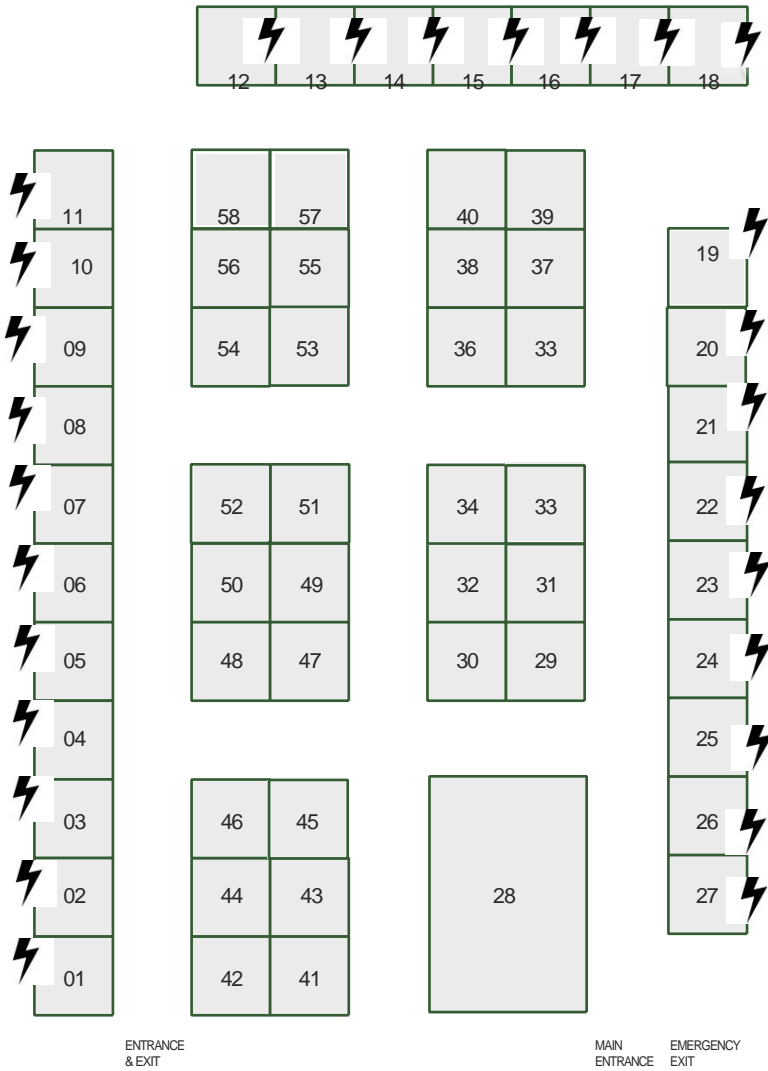 12 13 14 15 16 17 18
11 58 57 40 39
19
10 56 55 38 37
09 54 53 36 33 20
08 21
07 52 51 34 33 22
06 50 49 32 31 23
05 48 47 30 29 24
04 25
03 46 45 26
02 44 43 28 27
01 42 41
ENTRANCE
& EXIT
MAIN
ENTRANCE
EMERGENCY
EXIT